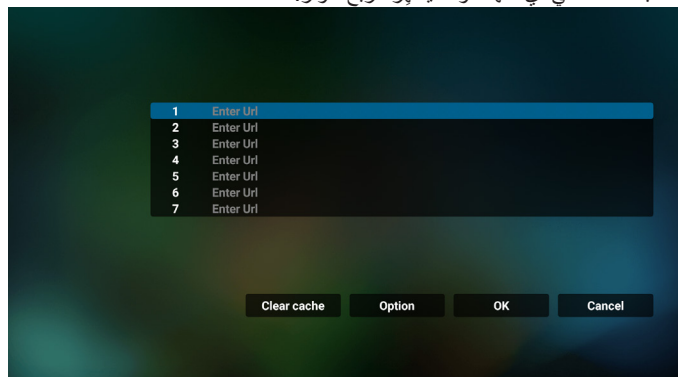 1 Enter Url
2 Enter Url
3 Enter Url
4 Enter Url
5 Enter Url
6 Enter Url
7 Enter Url
Clear cache Option OK Cancel